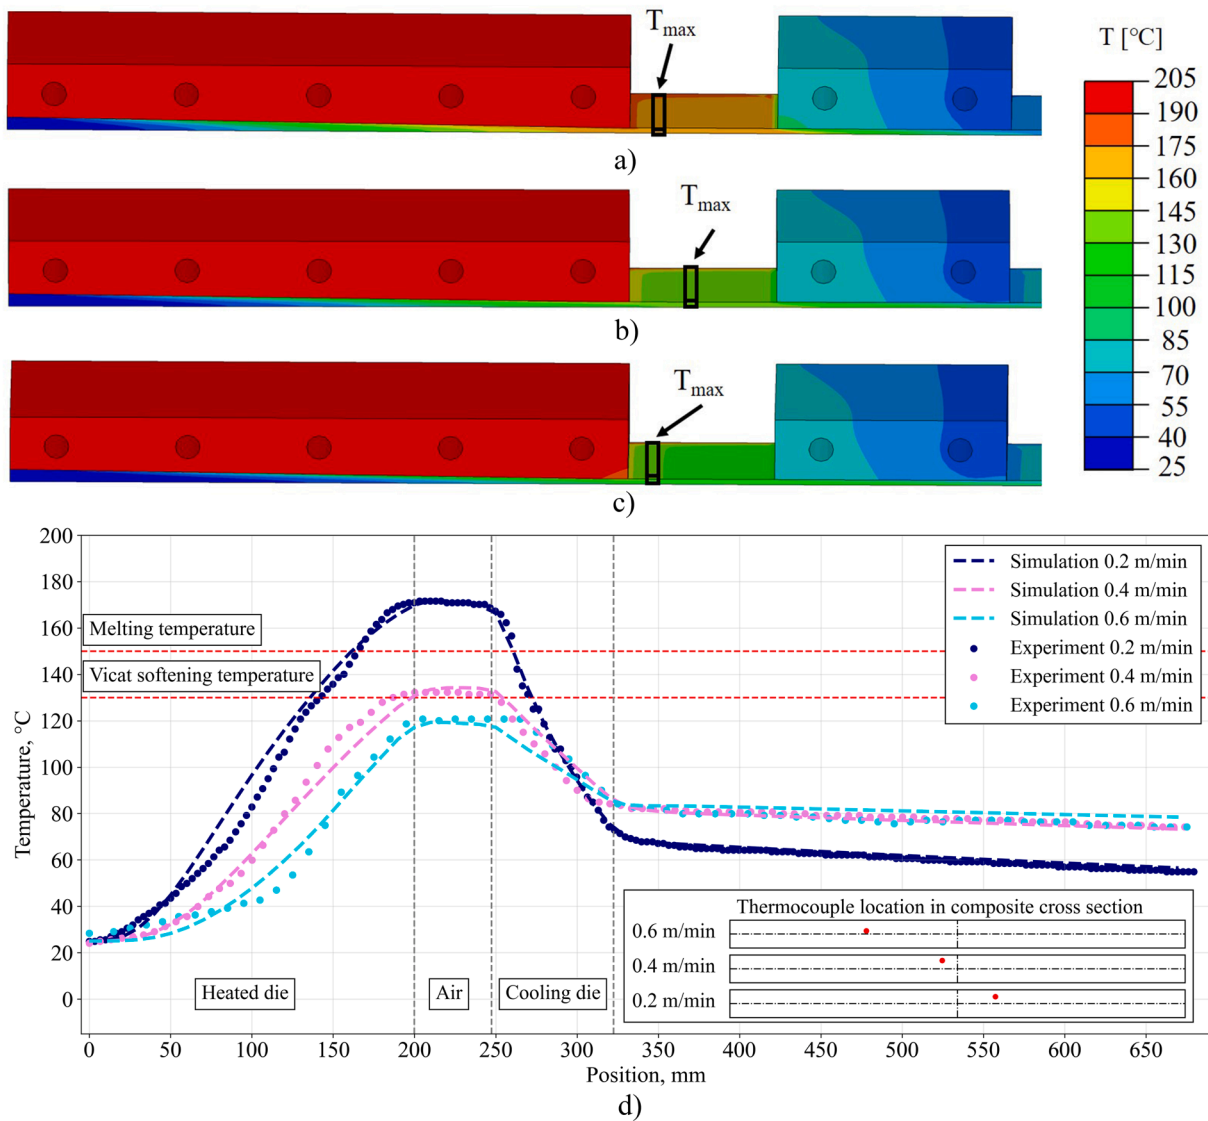 T [°C]
Tmax
205
190
175
160
145
130
115
100
85
70
55
40
25
a)
Tmax
b)
Tmax
c)
200
180
160
140
120
100
80
60
40
20
0
Temperature, °C
Melting temperature
Vicat softening temperature
Simulation 0.2 m/min
Simulation 0.4 m/min
Simulation 0.6 m/min
Experiment 0.2 m/min
Experiment 0.4 m/min
Experiment 0.6 m/min
Heated die
Air
Cooling die
Thermocouple location in composite cross section
0.6 m/min
0.4 m/min
0.2 m/min
0 50 100 150 200 250 300 350 400 450 500 550 600 650
Position, mm
d)